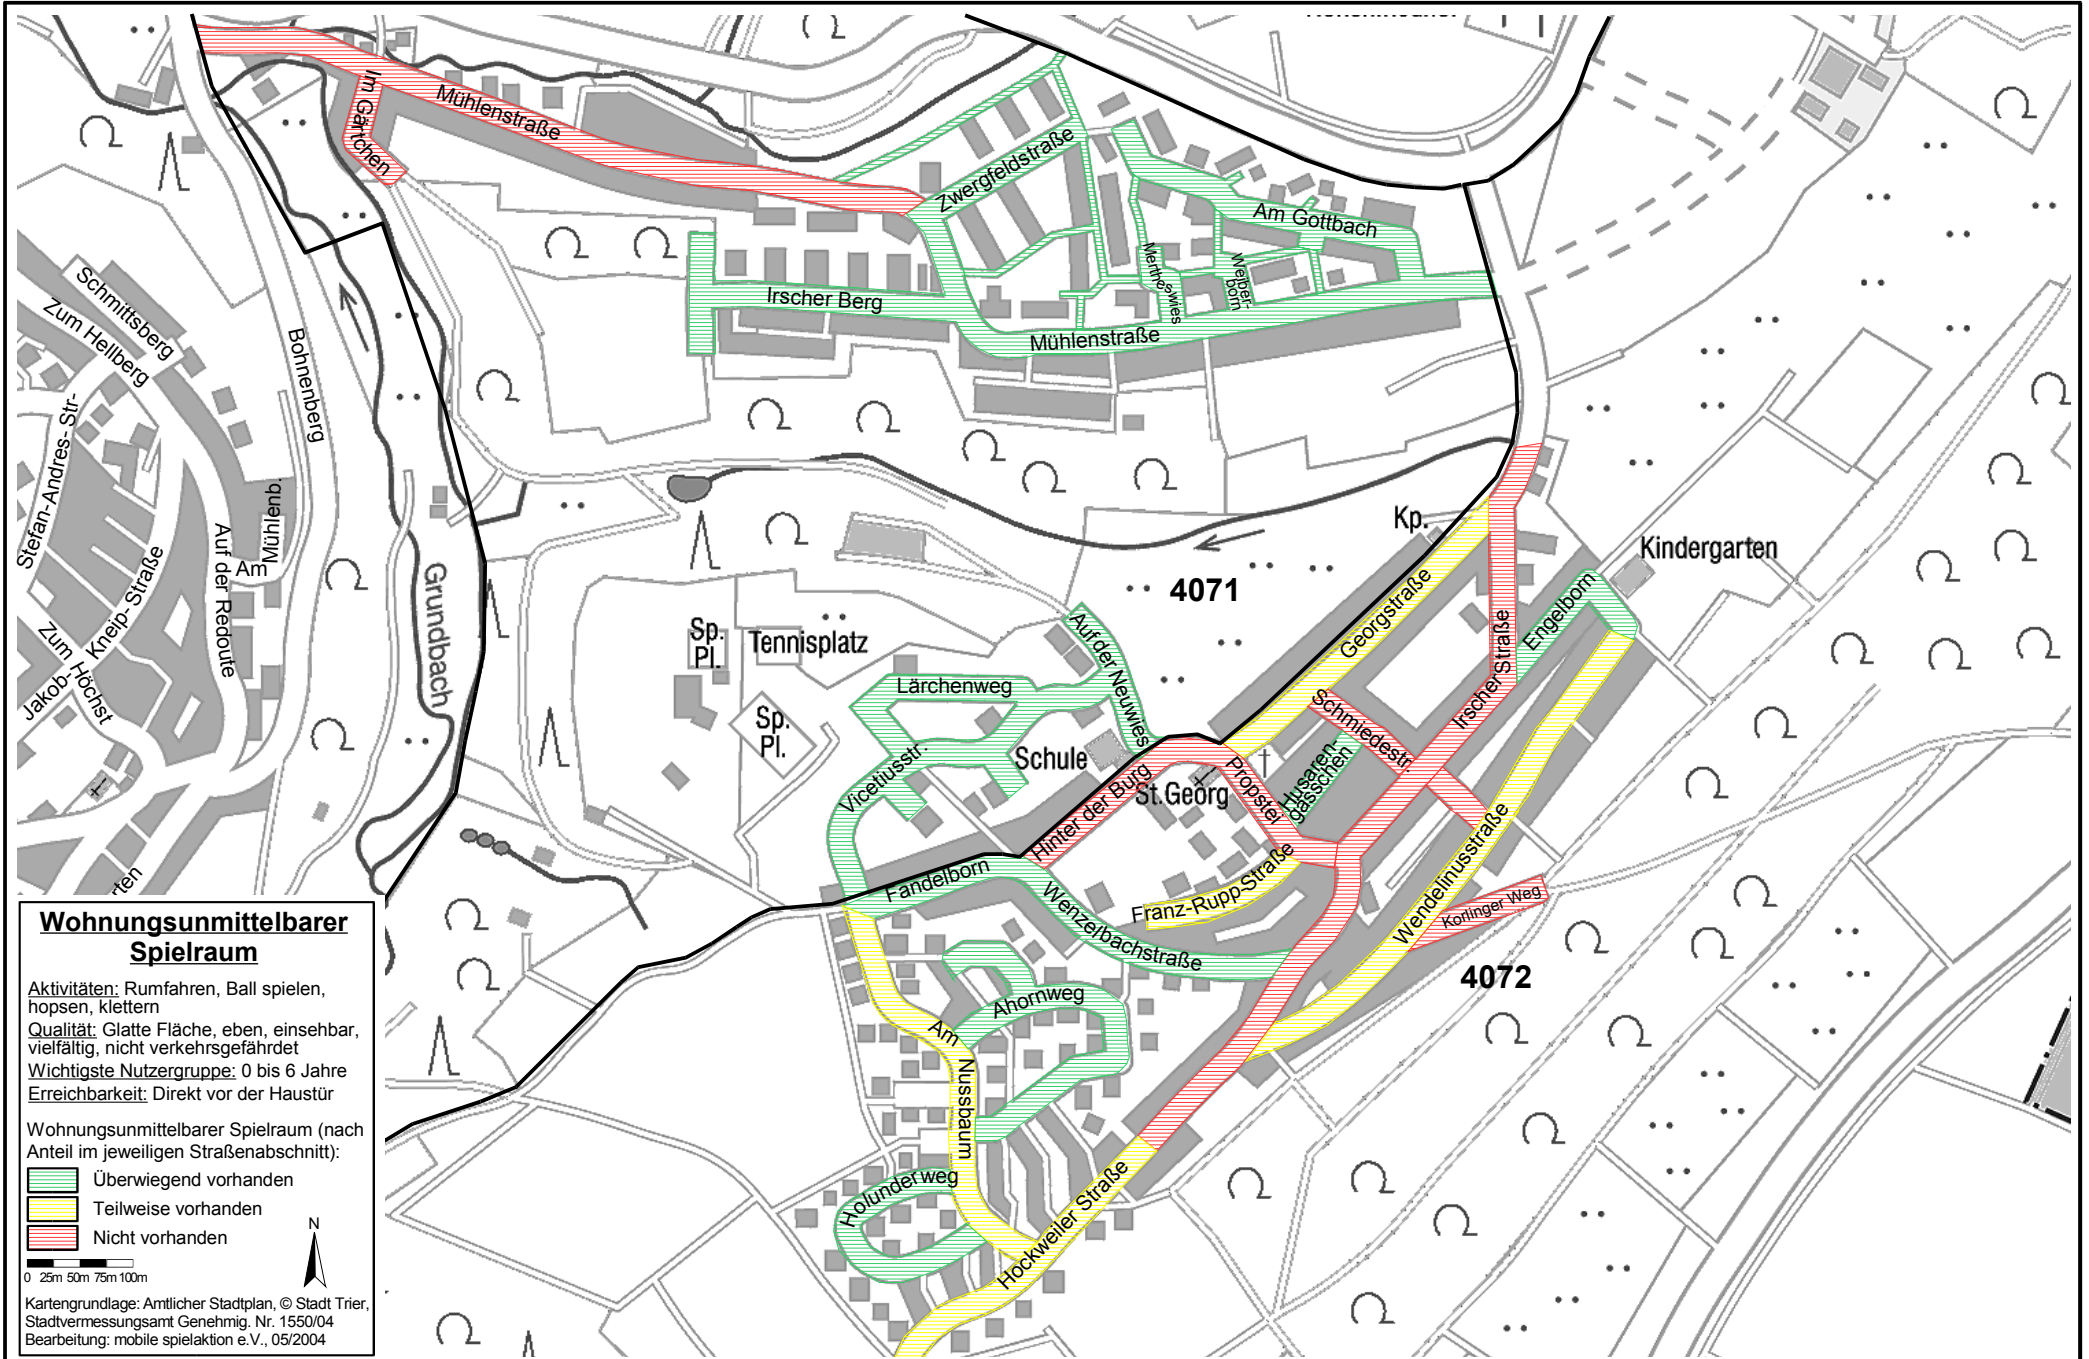 Im Gärtchen
Mühlenstraße
Zwergfeldstraße
Am Gottbach
Mertheswies
Weiber-
born
Irscher Berg
Mühlenstraße
Schmittsberg
Zum Hellberg
Bohnenberg
Stefan-Andres-Str-
Auf der Redoute
Am
Mühlenb.
Jakob-
Kneip-Straße
Zum Höchst
Grundbach
Kp.
Kindergarten
4071
Georgstraße
Engelborn
Sp.
Pl.
Tennisplatz
Auf der Neuwies
Irscher Straße
Lärchenweg
Sp.
Pl.
Schmiedestr.
Schule
Vicetiusstr.
Hinter der Burg
St.Georg
Propstei
Husaren-
gässchen
Fandelborn
Franz-Rupp-Straße
Wendelinusstraße
Korlinger Weg
Wenzelbachstraße
4072
Ahornweg
Am
Nussbaum
Holunderweg
Hockweiler Straße
Wohnungsunmittelbarer
Spielraum
Aktivitäten: Rumfahren, Ball spielen,
hopsen, klettern
Qualität: Glatte Fläche, eben, einsehbar,
vielfältig, nicht verkehrsgefährdet
Wichtigste Nutzergruppe: 0 bis 6 Jahre
Erreichbarkeit: Direkt vor der Haustür
Wohnungsunmittelbarer Spielraum (nach
Anteil im jeweiligen Straßenabschnitt):
Überwiegend vorhanden
Teilweise vorhanden
Nicht vorhanden
N
0 25m 50m 75m 100m
Kartengrundlage: Amtlicher Stadtplan, © Stadt Trier,
Stadtvermessungsamt Genehmig. Nr. 1550/04
Bearbeitung: mobile spielaktion e.V., 05/2004